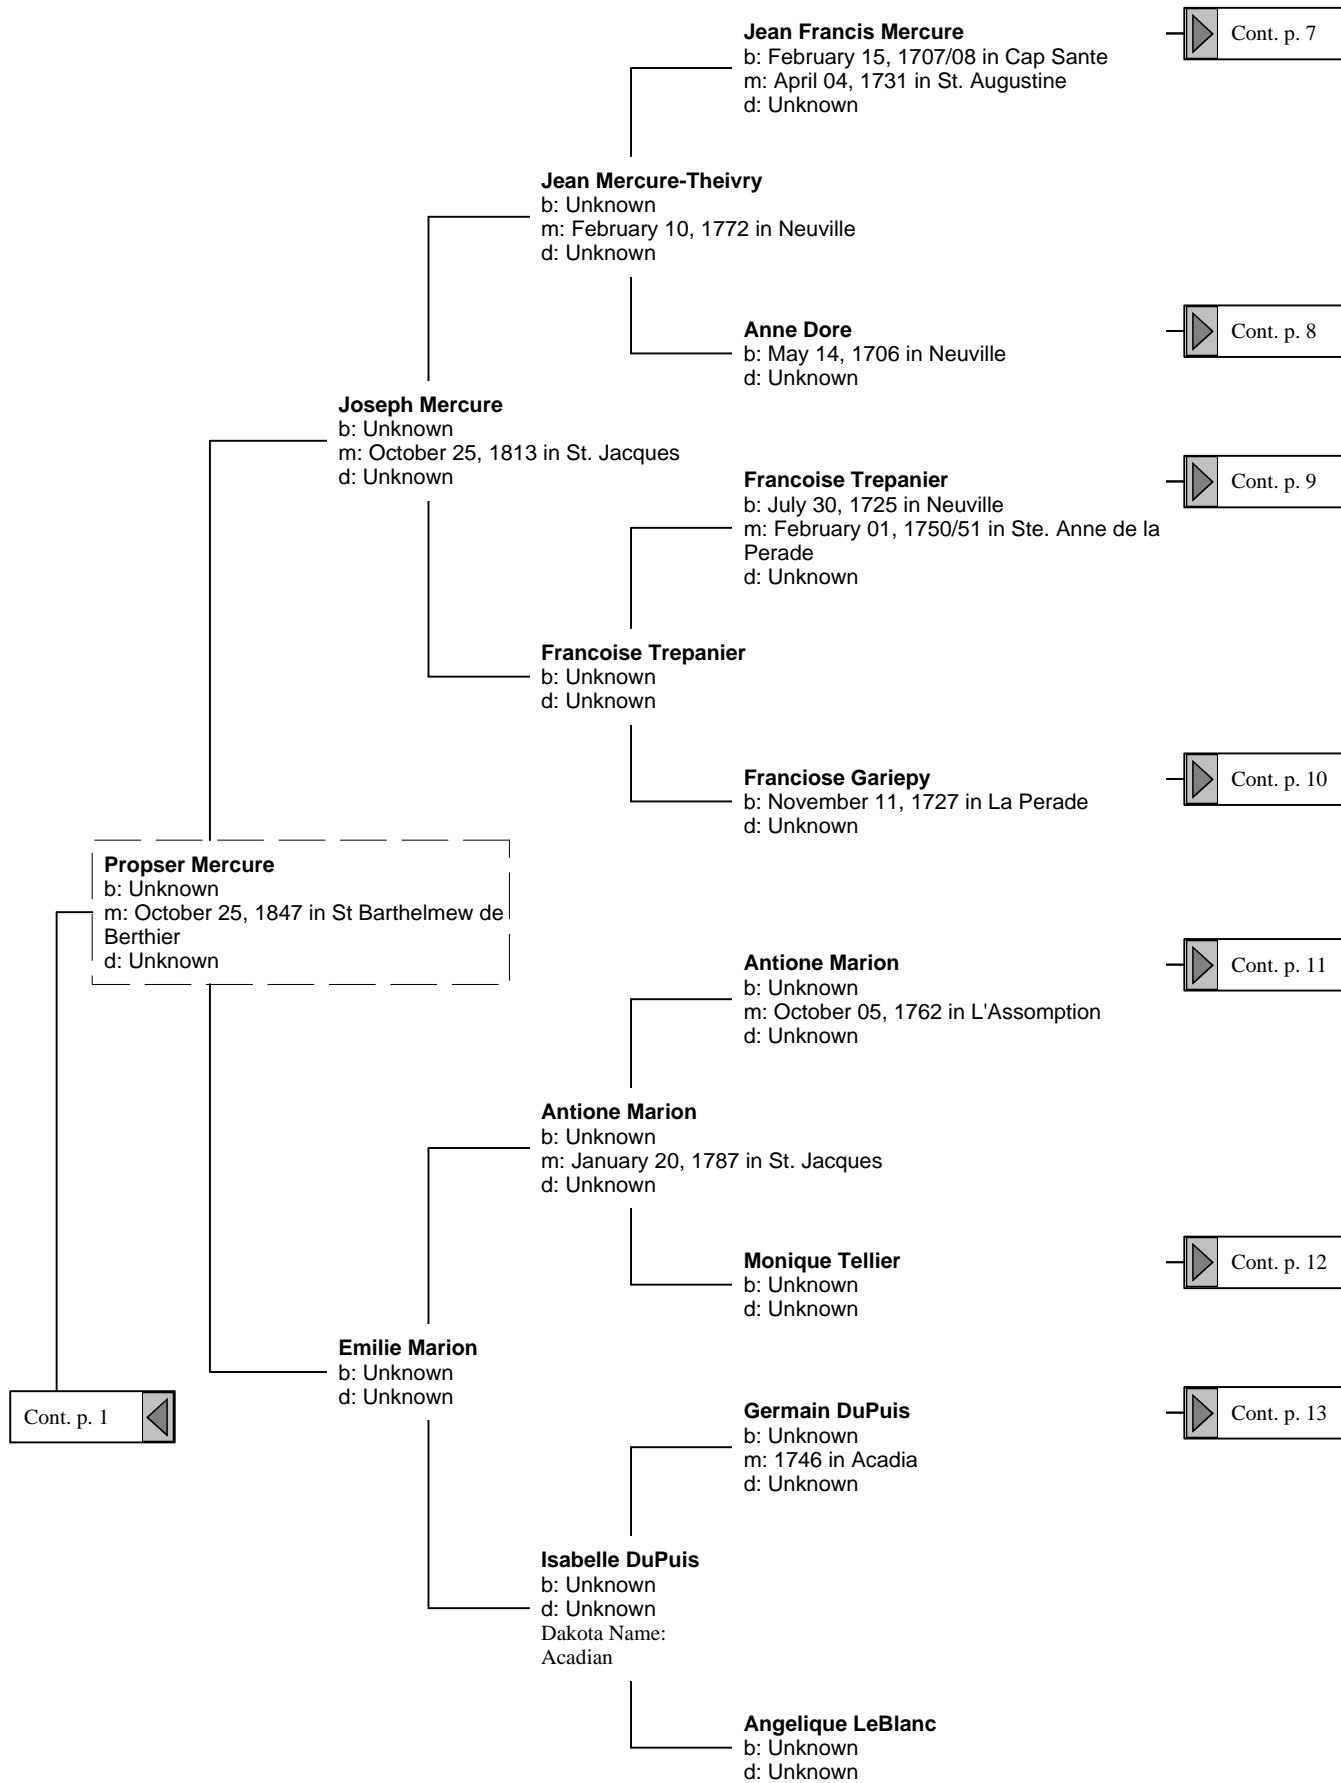 Jean Francis Mercure
b: February 15, 1707/08 in Cap Sante
m: April 04, 1731 in St. Augustine
d: Unknown
Cont. p. 7
Jean Mercure-Theivry
b: Unknown
m: February 10, 1772 in Neuville
d: Unknown
Anne Dore
b: May 14, 1706 in Neuville
d: Unknown
Cont. p. 8
Joseph Mercure
b: Unknown
m: October 25, 1813 in St. Jacques
d: Unknown
Francoise Trepanier
b: July 30, 1725 in Neuville
m: February 01, 1750/51 in Ste. Anne de la
Perade
d: Unknown
Cont. p. 9
Francoise Trepanier
b: Unknown
d: Unknown
Franciose Gariepy
b: November 11, 1727 in La Perade
d: Unknown
Cont. p. 10
Propser Mercure
b: Unknown
m: October 25, 1847 in St Barthelmew de
Berthier
d: Unknown
Antione Marion
b: Unknown
m: October 05, 1762 in L'Assomption
d: Unknown
Cont. p. 11
Antione Marion
b: Unknown
m: January 20, 1787 in St. Jacques
d: Unknown
Monique Tellier
b: Unknown
d: Unknown
Cont. p. 12
Emilie Marion
b: Unknown
d: Unknown
Cont. p. 1
Germain DuPuis
b: Unknown
m: 1746 in Acadia
d: Unknown
Cont. p. 13
Isabelle DuPuis
b: Unknown
d: Unknown
Dakota Name:
Acadian
Angelique LeBlanc
b: Unknown
d: Unknown